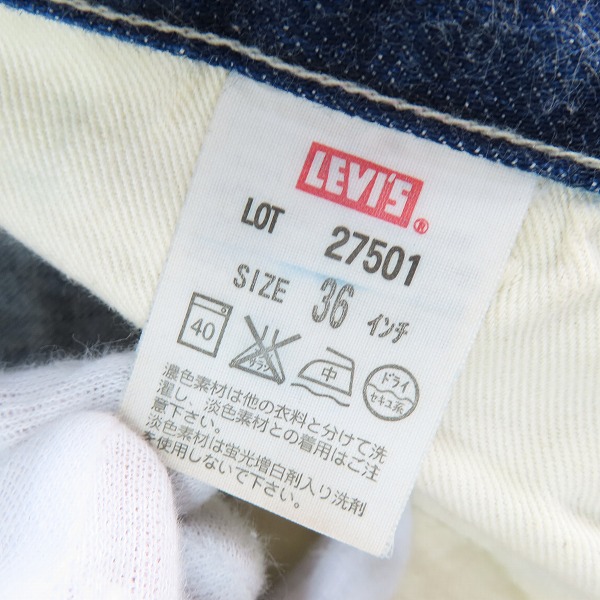 LEVI'S®
LOT 27501
SIZE 36 インチ
40 サラシ 中 ドライ
セキユ系
濃色素材は他の衣料と分けて洗
濯し、淡色素材との着用はご注
意下さい。
淡色素材は蛍光増白剤入り洗剤
を使用しないで下さい。